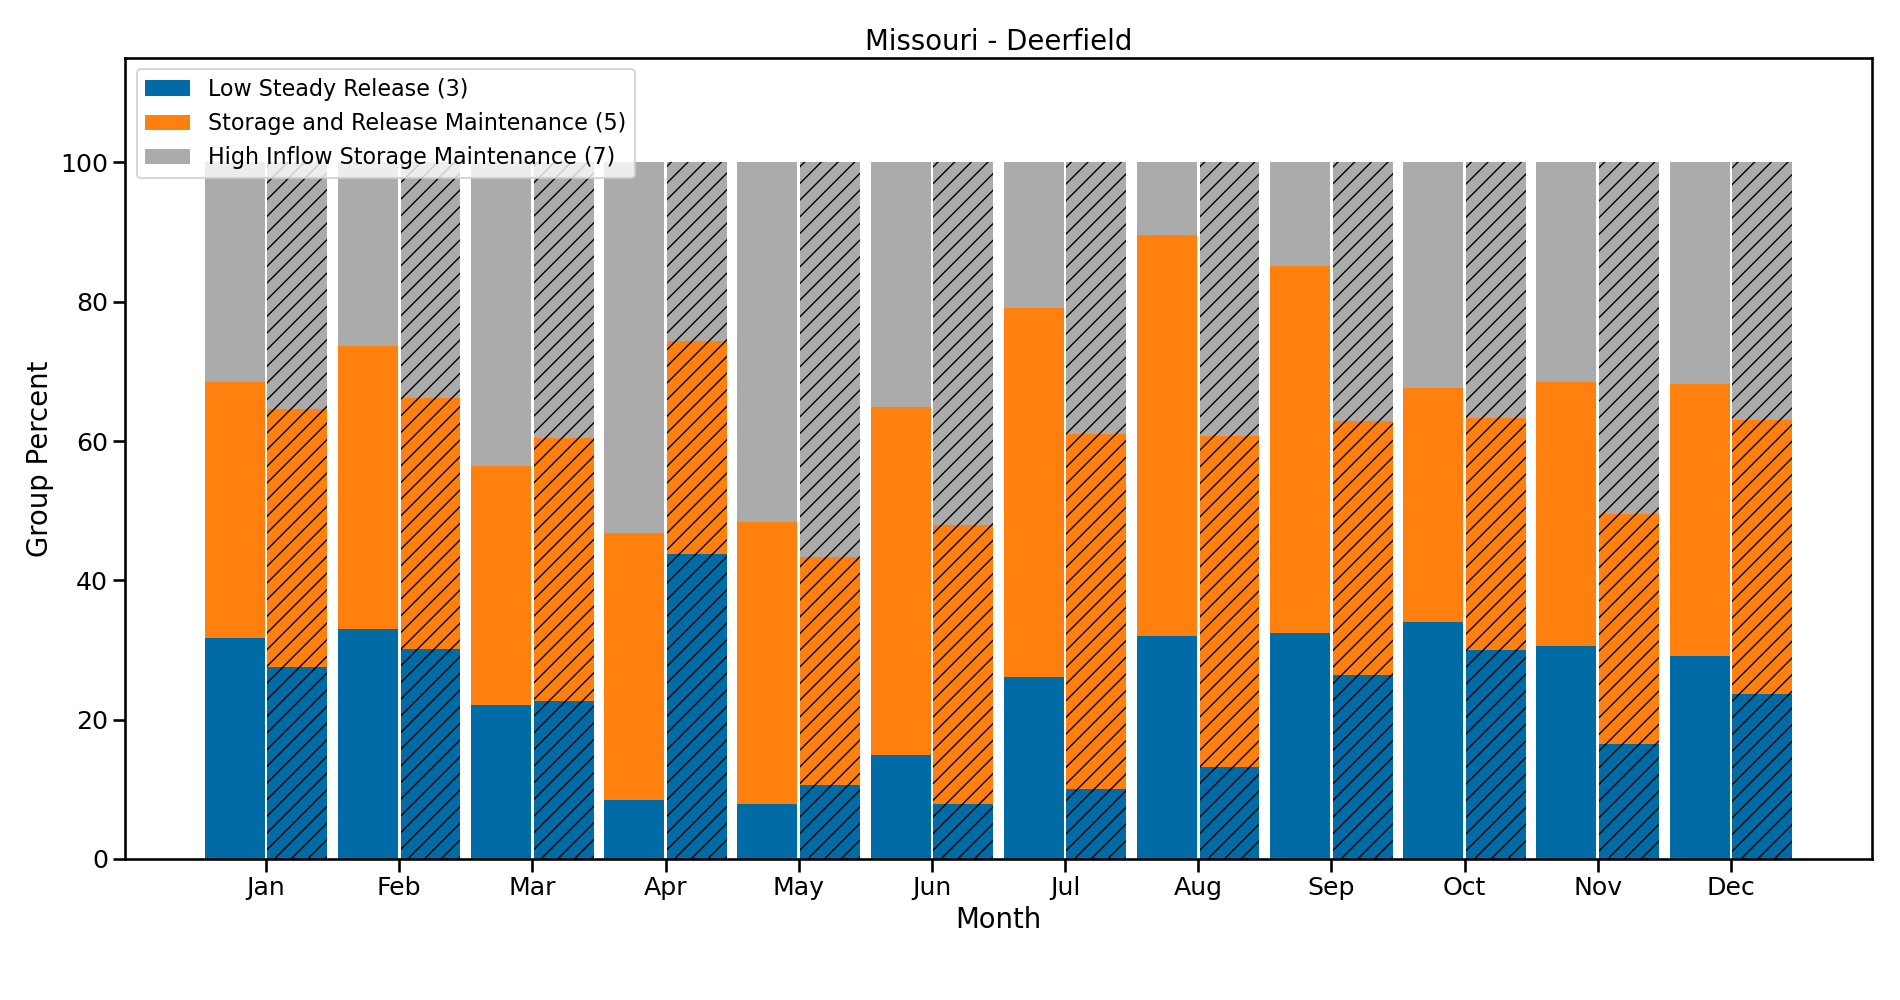 Missouri - Deerfield
Low Steady Release (3)
Storage and Release Maintenance (5)
High Inflow Storage Maintenance (7)
Group Percent
100
80
60
40
20
0
Jan Feb Mar Apr May Jun Jul Aug Sep Oct Nov Dec
Month